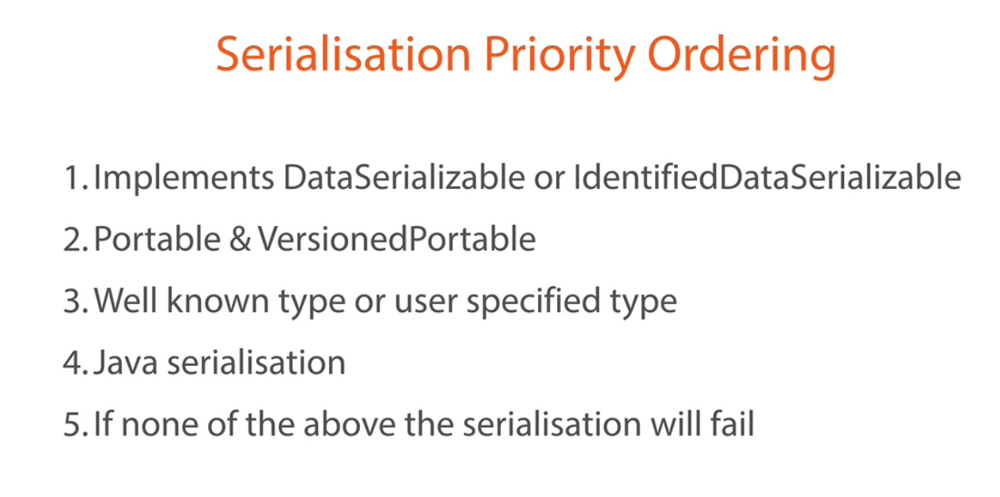 Serialisation Priority Ordering
1. Implements DataSerializable or IdentifiedDataSerializable
2. Portable & VersionedPortable
3. Well known type or user specified type
4. Java serialisation
5. If none of the above the serialisation will fail